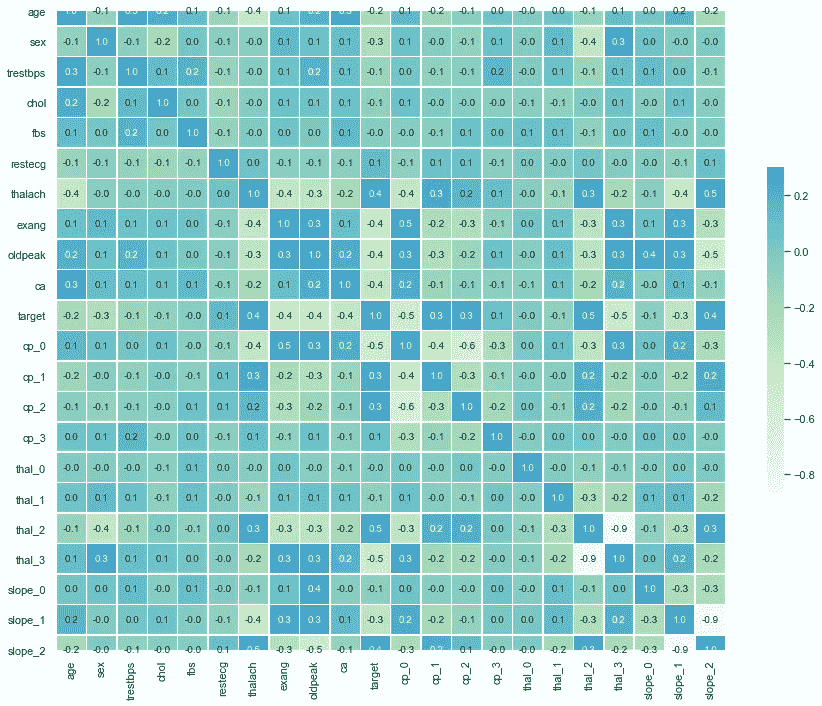 age 1.0 -0.1 0.3 0.2 0.1 -0.1 -0.4 0.1 0.2 0.3 -0.2 0.1 -0.2 -0.1 0.0 -0.0 0.0 -0.1 0.1 0.0 0.2 -0.2
sex -0.1 1.0 -0.1 -0.2 0.0 -0.1 -0.0 0.1 0.1 0.1 -0.3 0.1 -0.0 -0.1 0.1 -0.0 0.1 -0.4 0.3 0.0 -0.0 -0.0
trestbps 0.3 -0.1 1.0 0.1 0.2 -0.1 -0.0 0.1 0.2 0.1 -0.1 0.0 -0.1 -0.1 0.2 -0.0 0.1 -0.1 0.1 0.1 0.0 -0.1
chol 0.2 -0.2 0.1 1.0 0.0 -0.1 -0.0 0.1 0.1 0.1 -0.1 0.1 -0.0 -0.0 -0.0 -0.1 -0.1 -0.0 0.1 -0.0 0.1 -0.0
fbs 0.1 0.0 0.2 0.0 1.0 -0.1 -0.0 0.0 0.0 0.1 -0.0 -0.0 -0.1 0.1 0.0 0.1 0.1 -0.1 0.0 0.1 -0.0 -0.0
restecg -0.1 -0.1 -0.1 -0.1 -0.1 1.0 0.0 -0.1 -0.1 -0.1 0.1 -0.1 0.1 0.1 -0.1 -0.0 -0.0 0.0 -0.0 -0.0 -0.1 0.1
thalach -0.4 -0.0 -0.0 -0.0 -0.0 0.0 1.0 -0.4 -0.3 -0.2 0.4 -0.4 0.3 0.2 0.1 -0.0 -0.1 0.3 -0.2 -0.1 -0.4 0.5
exang 0.1 0.1 0.1 0.1 0.0 -0.1 -0.4 1.0 0.3 0.1 -0.4 0.5 -0.2 -0.3 -0.1 0.0 0.1 -0.3 0.3 0.1 0.3 -0.3
oldpeak 0.2 0.1 0.2 0.1 0.0 -0.1 -0.3 0.3 1.0 0.2 -0.4 0.3 -0.3 -0.2 0.1 -0.0 0.1 -0.3 0.3 0.4 0.3 -0.5
ca 0.3 0.1 0.1 0.1 0.1 -0.1 -0.2 0.1 0.2 1.0 -0.4 0.2 -0.1 -0.1 -0.1 -0.1 0.1 -0.2 0.2 -0.0 0.1 -0.1
target -0.2 -0.3 -0.1 -0.1 -0.0 0.1 0.4 -0.4 -0.4 -0.4 1.0 -0.5 0.3 0.3 0.1 -0.0 -0.1 0.5 -0.5 -0.1 -0.3 0.4
cp_0 0.1 0.1 0.0 0.1 -0.0 -0.1 -0.4 0.5 0.3 0.2 -0.5 1.0 -0.4 -0.6 -0.3 0.0 0.1 -0.3 0.3 0.0 0.2 -0.3
cp_1 -0.2 -0.0 -0.1 -0.0 -0.1 0.1 0.3 -0.2 -0.3 -0.1 0.3 -0.4 1.0 -0.3 -0.1 -0.0 -0.0 0.2 -0.2 -0.0 -0.2 0.2
cp_2 -0.1 -0.1 -0.1 -0.0 0.1 0.1 0.2 -0.3 -0.2 -0.1 0.3 -0.6 -0.3 1.0 -0.2 0.0 -0.1 0.2 -0.2 -0.0 -0.1 0.1
cp_3 0.0 0.1 0.2 -0.0 0.0 -0.1 0.1 -0.1 0.1 -0.1 0.1 -0.3 -0.1 -0.2 1.0 -0.0 0.0 0.0 -0.0 0.0 -0.0 -0.0
thal_0 -0.0 -0.0 -0.0 -0.1 0.1 -0.0 -0.0 0.0 -0.0 -0.1 -0.0 0.0 -0.0 0.0 -0.0 1.0 -0.0 -0.1 -0.1 -0.0 0.0 -0.0
thal_1 0.0 0.1 0.1 -0.1 0.1 -0.0 -0.1 0.1 0.1 0.1 -0.1 0.1 -0.0 -0.1 0.0 -0.0 1.0 -0.3 -0.2 0.1 0.1 -0.2
thal_2 -0.1 -0.4 -0.1 -0.0 -0.1 0.0 0.3 -0.3 -0.3 -0.2 0.5 -0.3 0.2 0.2 0.0 -0.1 -0.3 1.0 -0.9 -0.1 -0.3 0.3
thal_3 0.1 0.3 0.1 0.1 0.0 -0.0 -0.2 0.3 0.3 0.2 -0.5 0.3 -0.2 -0.2 -0.0 -0.1 -0.2 -0.9 1.0 0.0 0.2 -0.2
slope_0 0.0 0.0 0.1 -0.0 0.1 -0.0 -0.1 0.1 0.4 -0.0 -0.1 0.0 -0.0 -0.0 0.0 -0.0 0.1 -0.1 0.0 1.0 -0.3 -0.3
slope_1 0.2 -0.0 0.0 0.1 -0.0 -0.1 -0.4 0.3 0.3 0.1 -0.3 0.2 -0.2 -0.1 -0.0 0.0 0.1 -0.3 0.2 -0.3 1.0 -0.9
slope_2 -0.2 -0.0 -0.1 -0.0 -0.0 0.1 0.5 -0.3 -0.5 -0.1 0.4 -0.3 0.2 0.1 -0.0 -0.0 -0.2 0.3 -0.2 -0.3 -0.9 1.0
age sex trestbps chol fbs restecg thalach exang oldpeak ca target cp_0 cp_1 cp_2 cp_3 thal_0 thal_1 thal_2 thal_3 slope_0 slope_1 slope_2
0.2
0.0
−0.2
−0.4
−0.6
−0.8